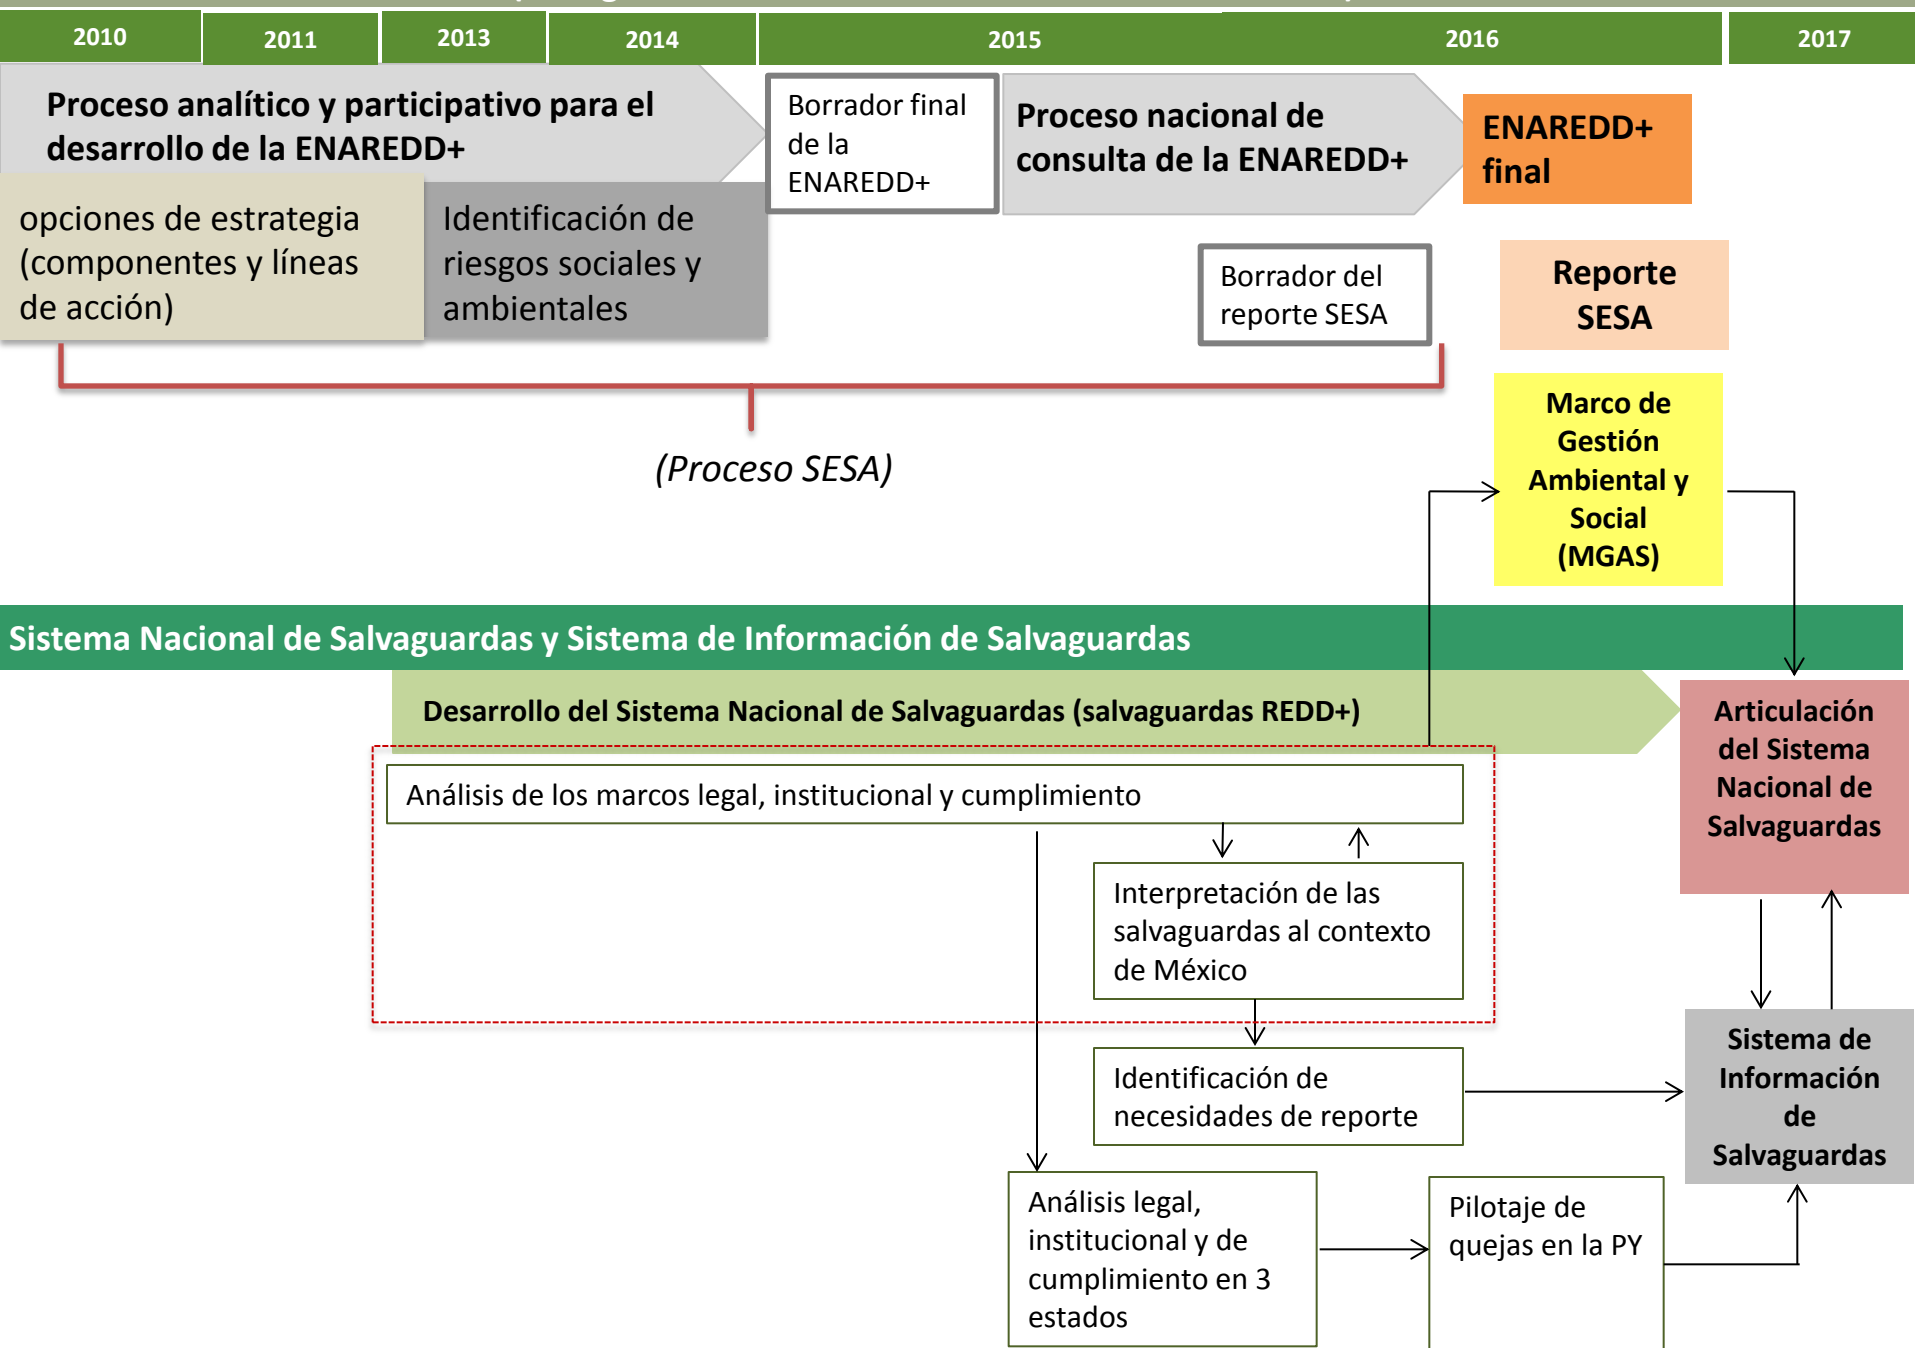 2010
2011
2013
2014
2015
2016
2017
Proceso analítico y participativo para el
desarrollo de la ENAREDD+
Borrador final
de la
ENAREDD+
Proceso nacional de
consulta de la ENAREDD+
ENAREDD+
final
opciones de estrategia
(componentes y líneas
de acción)
Identificación de
riesgos sociales y
ambientales
Borrador del
reporte SESA
Reporte
SESA
(Proceso SESA)
Marco de
Gestión
Ambiental y
Social
(MGAS)
Sistema Nacional de Salvaguardas y Sistema de Información de Salvaguardas
Desarrollo del Sistema Nacional de Salvaguardas (salvaguardas REDD+)
Articulación
del Sistema
Nacional de
Salvaguardas
Análisis de los marcos legal, institucional y cumplimiento
Interpretación de las
salvaguardas al contexto
de México
Identificación de
necesidades de reporte
Sistema de
Información
de
Salvaguardas
Análisis legal,
institucional y de
cumplimiento en 3
estados
Pilotaje de
quejas en la PY